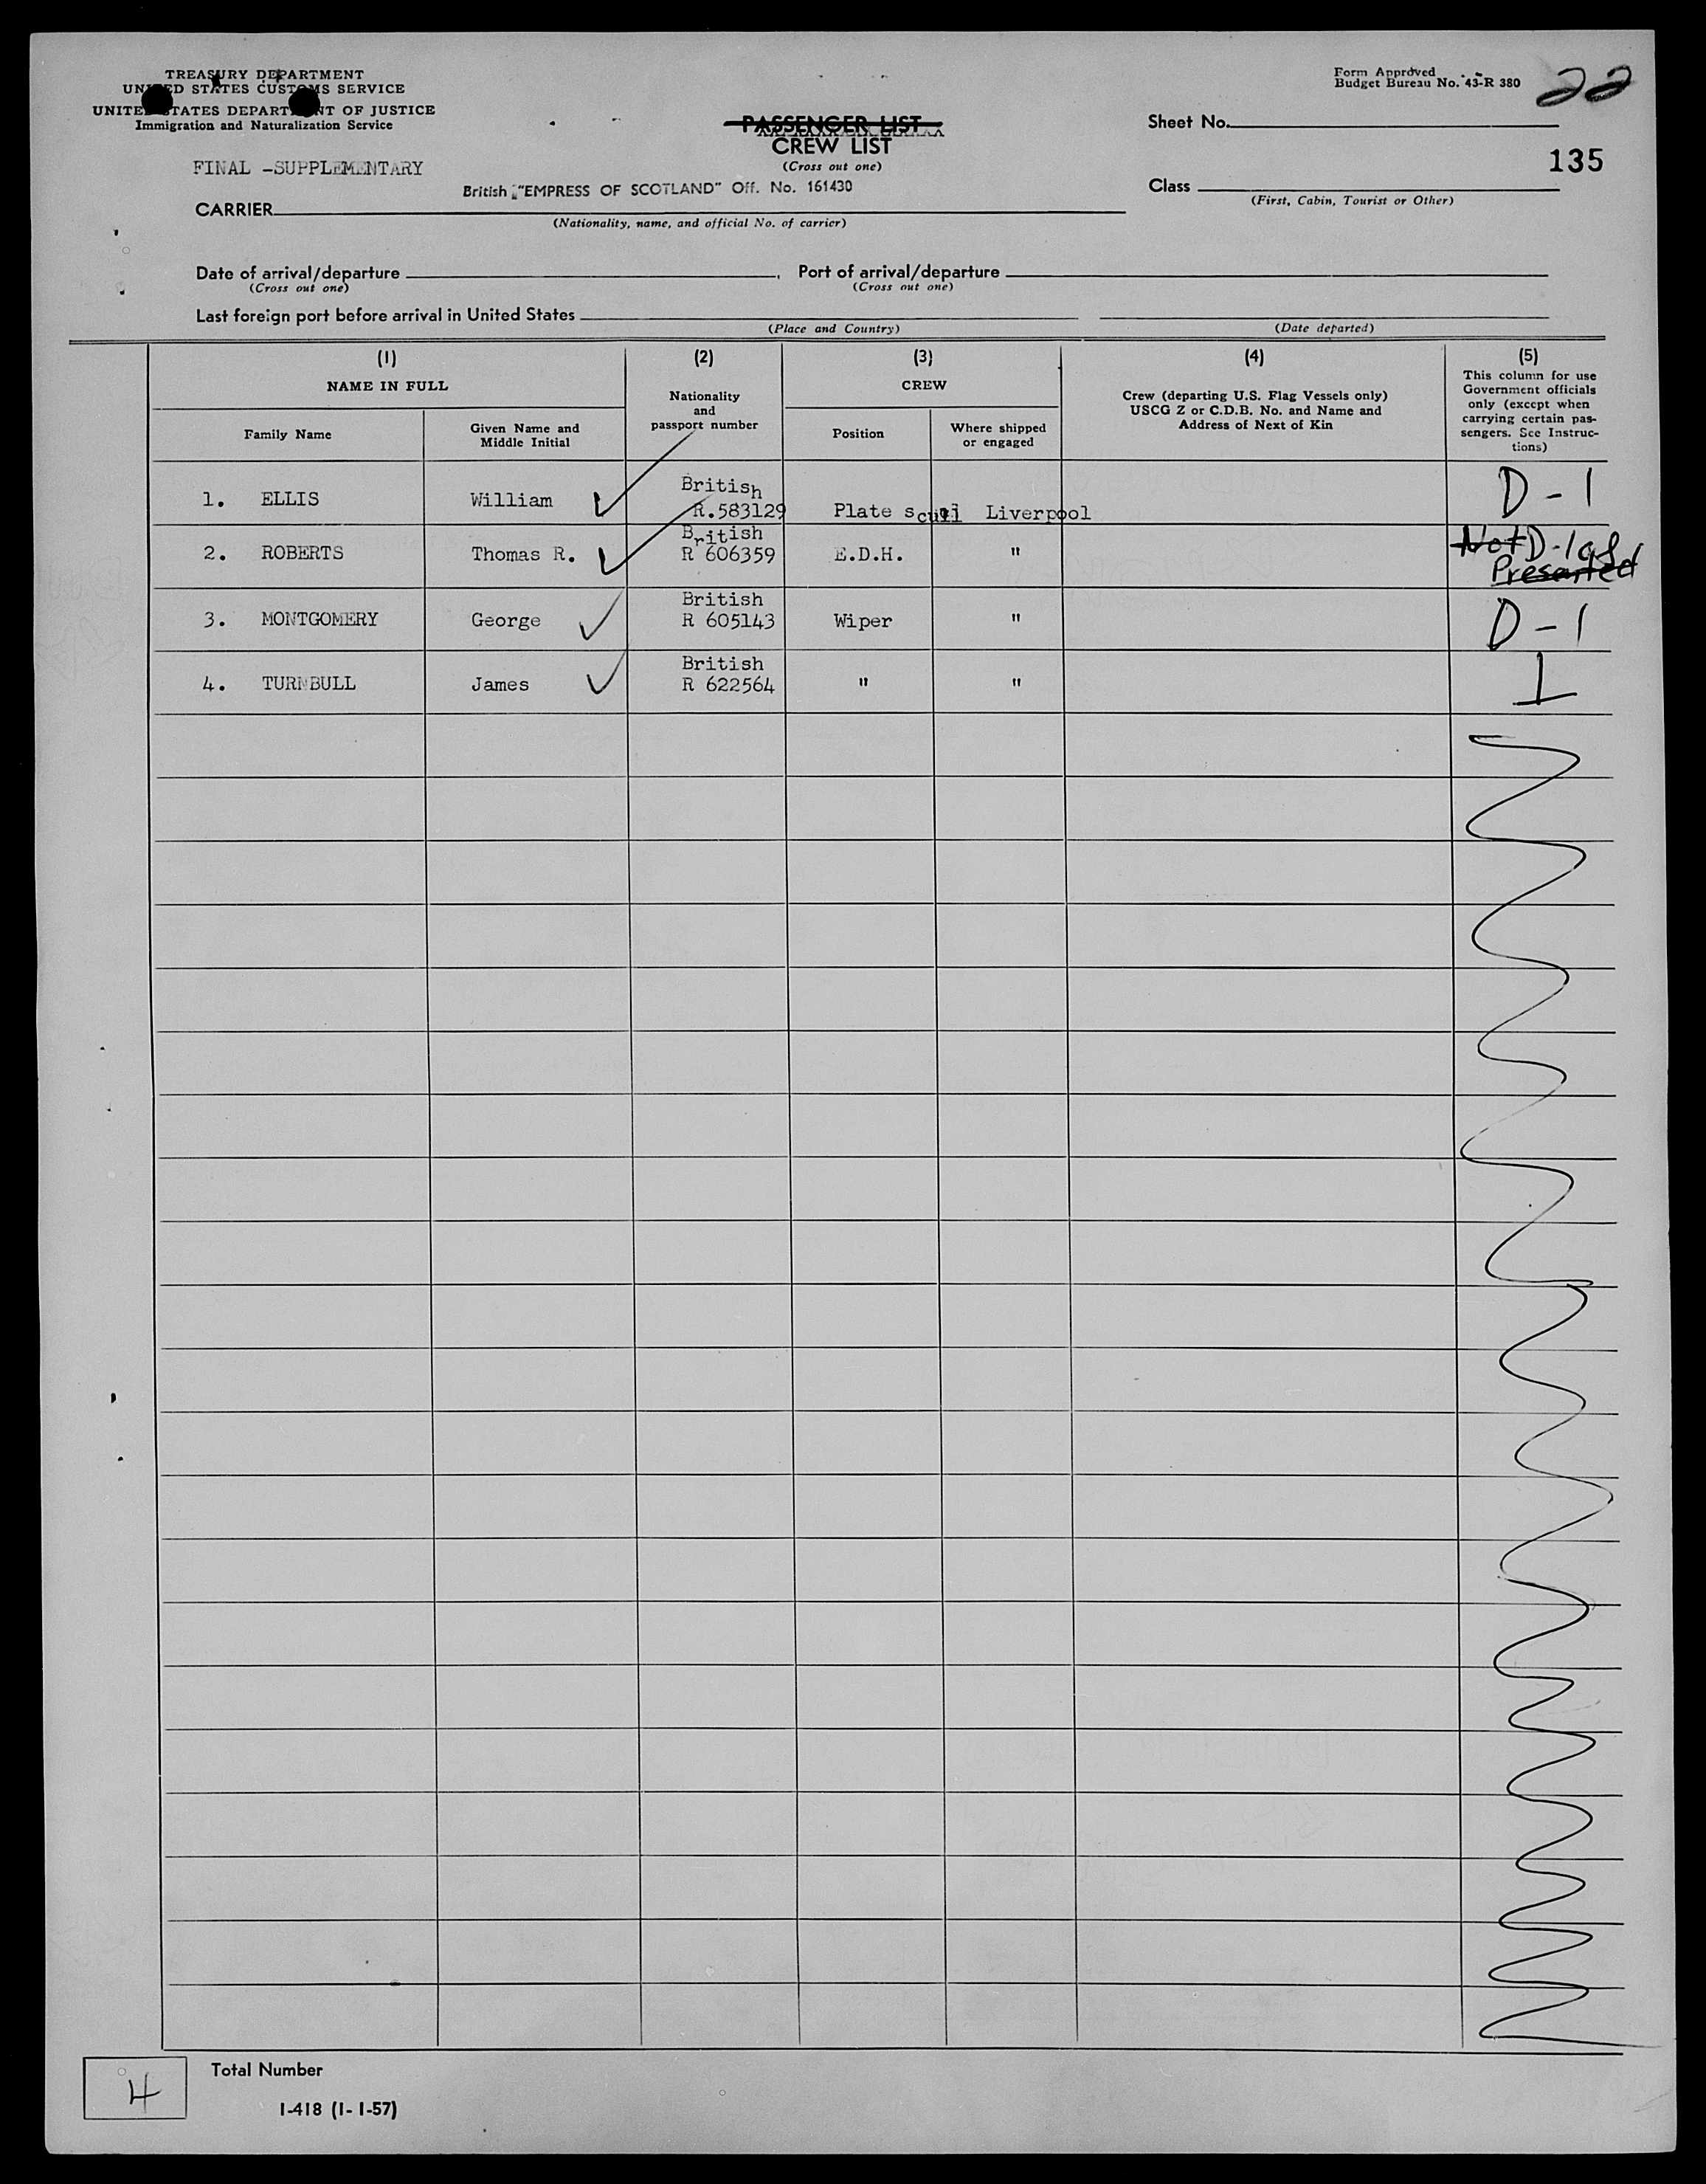 TREASURY DEPARTMENT
UNITED STATES CUSTOMS SERVICE
UNITED STATES DEPARTMENT OF JUSTICE
Immigration and Naturalization Service
Form Approved
Budget Bureau No. 43-R 380
22
PASSENGER LIST
CREW LIST
(Cross out one)
Sheet No.
135
FINAL -SUPPLEMENTARY
British "EMPRESS OF SCOTLAND" Off. No. 161430
CARRIER
(Nationality, name, and official No. of carrier)
Class
(First, Cabin, Tourist or Other)
Date of arrival/departure , Port of arrival/departure
(Cross out one) (Cross out one)
Last foreign port before arrival in United States
(Place and Country) (Date departed)
(1) (2) (3) (4) (5)
NAME IN FULL
Family Name
Given Name and
Middle Initial
Nationality
and
passport number
CREW
Position
Where shipped
or engaged
Crew (departing U.S. Flag Vessels only)
USCG Z or C.D.B. No. and Name and
Address of Next of Kin
This column for use
Government officials
only (except when
carrying certain pas-
sengers. See Instruc-
tions)
1. ELLIS William British R.583129 Plate scull Liverpool D-1
2. ROBERTS Thomas R. British R 606359 E.D.H. " Not D-1 Presented
3. MONTGOMERY George British R 605143 Wiper " D-1
4. TURNBULL James British R 622564 " " I
4
Total Number
I-418 (1-1-57)